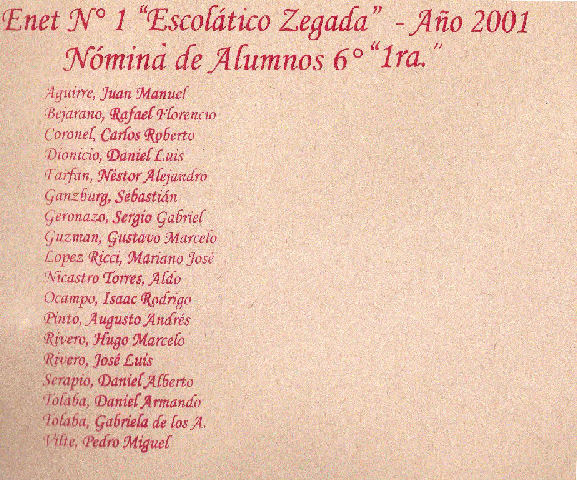 Enet N° 1 "Escolático Zegada" - Año 2001
Nómina de Alumnos 6° "1ra."
Aguirre, Juan Manuel
Bejarano, Rafael Florencio
Coronel, Carlos Roberto
Dionicio, Daniel Luis
Farfan, Néstor Alejandro
Ganzburg, Sebastián
Geronazo, Sergio Gabriel
Guzman, Gustavo Marcelo
Lopez Ricci, Mariano José
Nicastro Torres, Aldo
Ocampo, Isaac Rodrigo
Pinto, Augusto Andrés
Rivero, Hugo Marcelo
Rivero, José Luis
Serapio, Daniel Alberto
Tolaba, Daniel Armando
Tolaba, Gabriela de los A.
Vilte, Pedro Miguel